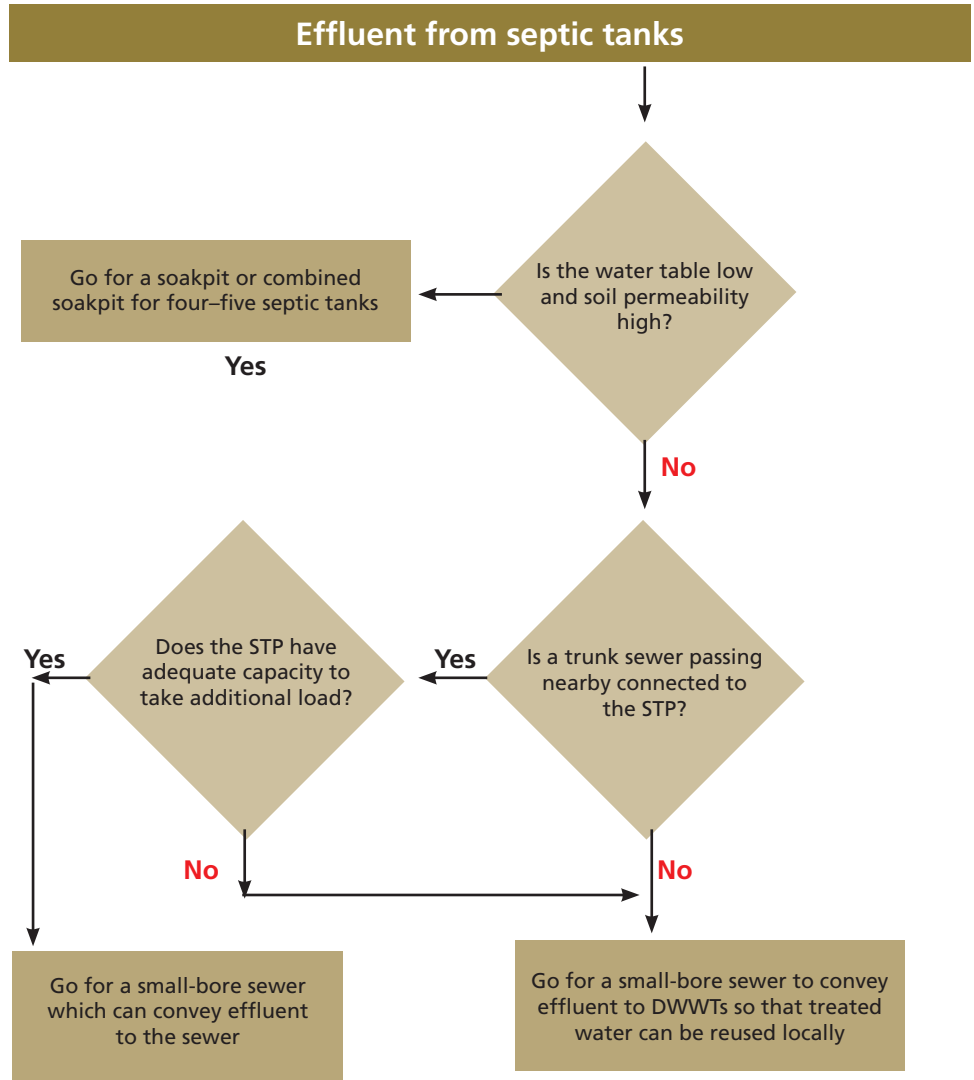 Effluent from septic tanks
Is the water table low
and soil permeability
high?
Go for a soakpit or combined
soakpit for four–five septic tanks
Yes
No
Is a trunk sewer passing
nearby connected to
the STP?
Yes
Does the STP have
adequate capacity to
take additional load?
Yes
No
No
Go for a small-bore sewer
which can convey effluent
to the sewer
Go for a small-bore sewer to convey
effluent to DWWTs so that treated
water can be reused locally